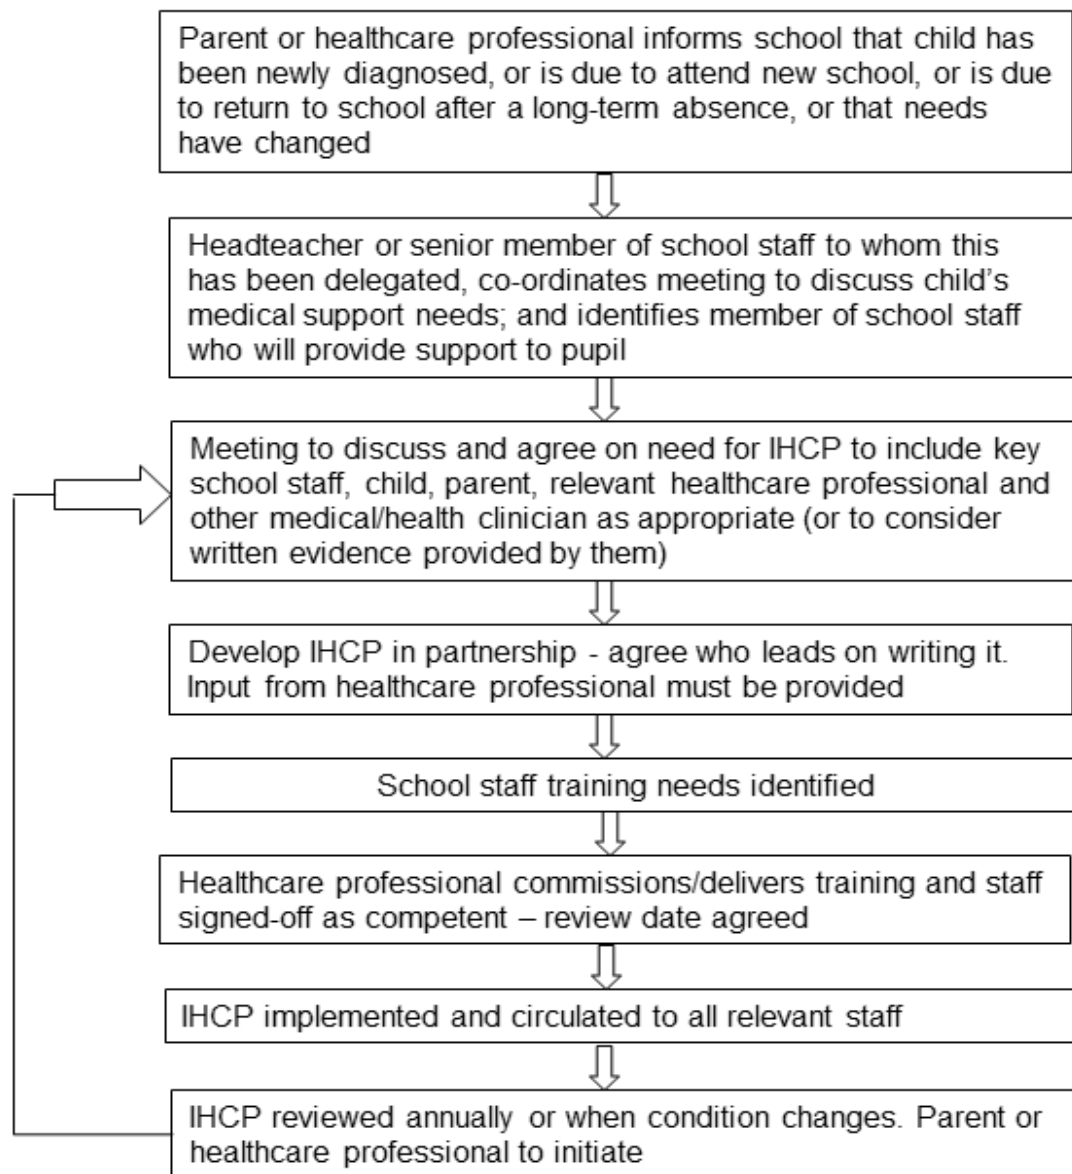 Parent or healthcare professional informs school that child has
been newly diagnosed, or is due to attend new school, or is due
to return to school after a long-term absence, or that needs
have changed
Headteacher or senior member of school staff to whom this
has been delegated, co-ordinates meeting to discuss child's
medical support needs; and identifies member of school staff
who will provide support to pupil
Meeting to discuss and agree on need for IHCP to include key
school staff, child, parent, relevant healthcare professional and
other medical/health clinician as appropriate (or to consider
written evidence provided by them)
Develop IHCP in partnership - agree who leads on writing it.
Input from healthcare professional must be provided
School staff training needs identified
Healthcare professional commissions/delivers training and staff
signed-off as competent – review date agreed
IHCP implemented and circulated to all relevant staff
IHCP reviewed annually or when condition changes. Parent or
healthcare professional to initiate